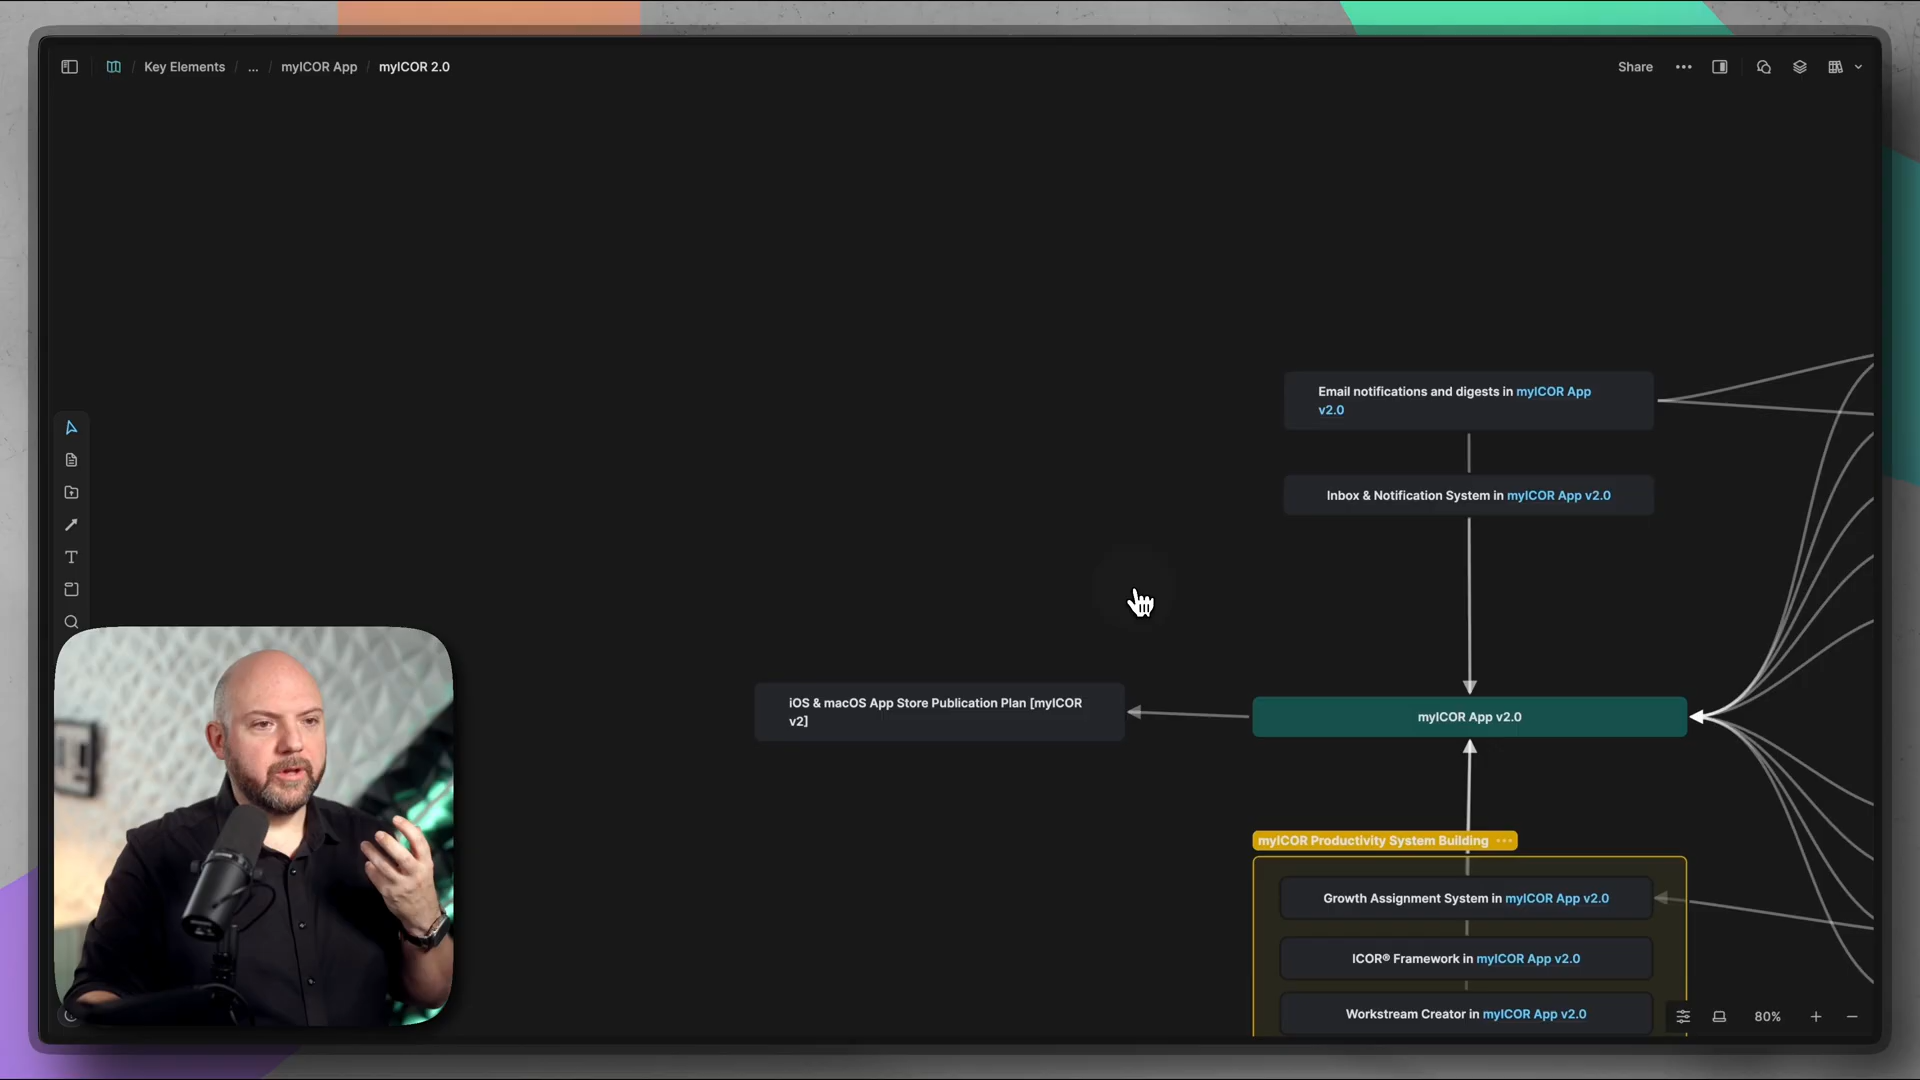 Key Elements / ... / myICOR App / myICOR 2.0
Share
Email notifications and digests in myICOR App
v2.0
Inbox & Notification System in myICOR App v2.0
iOS & macOS App Store Publication Plan [myICOR
v2]
myICOR App v2.0
myICOR Productivity System Building
Growth Assignment System in myICOR App v2.0
ICOR® Framework in myICOR App v2.0
Workstream Creator in myICOR App v2.0
80%